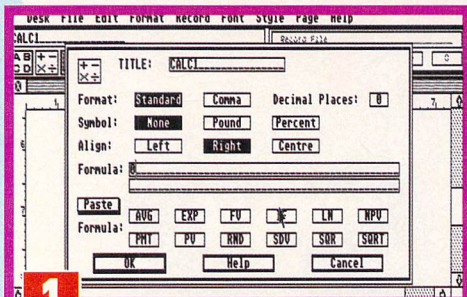 Desk File Edit Format Record Font Style Page Help
CALC1
Record File
TITLE: CALC1
Format: Standard Comma Decimal Places: 0
Symbol: None Pound Percent
Align: Left Right Centre
Formula: 0
Paste
Formula:
AVG EXP FV IF LN NPV
PMT PV RND SDV SQR SQRT
OK Help Cancel
1